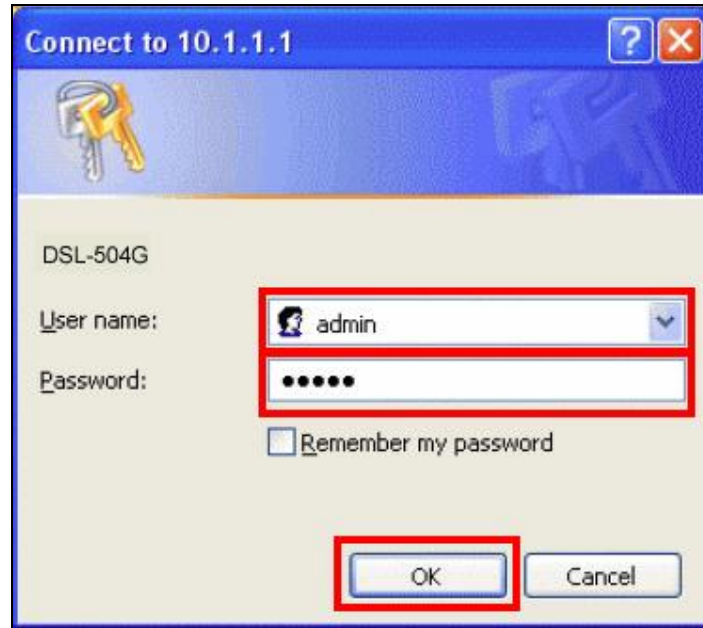 Connect to 10.1.1.1
DSL-504G
User name:
admin
Password:
•••••
Remember my password
OK
Cancel